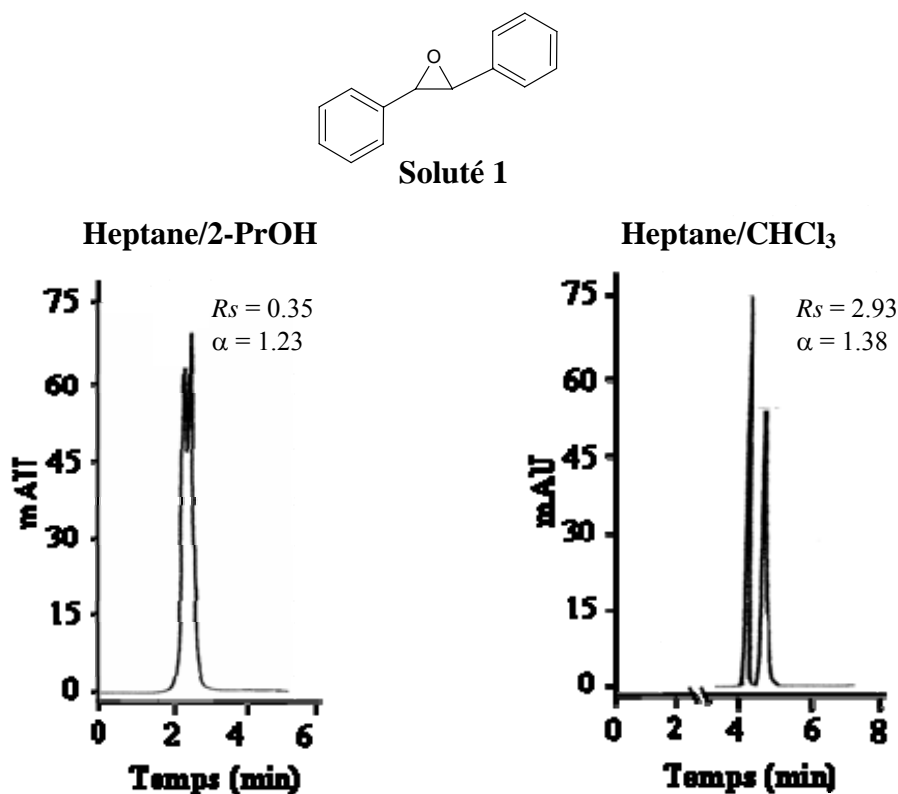 O
Soluté 1
Heptane/2-PrOH
Rs = 0.35
α = 1.23
75
60
45
30
15
0
mAU
0 2 4 6
Temps (min)
Heptane/CHCl₃
Rs = 2.93
α = 1.38
75
60
45
30
15
0
mAU
0 2 4 6 8
Temps (min)